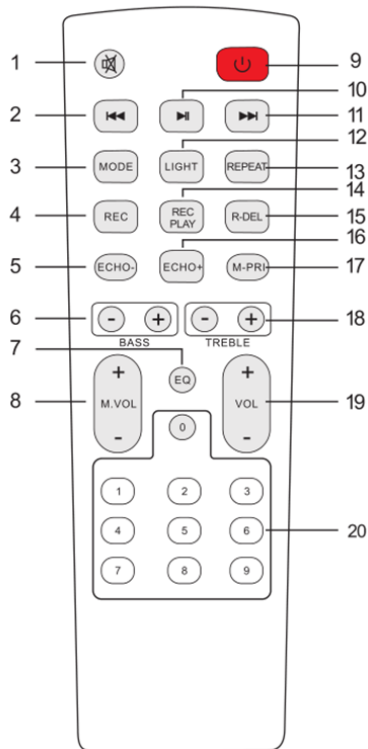 1 9
10
2 11
12
3 MODE LIGHT REPEAT 13
14
4 REC REC PLAY R-DEL 15
16
5 ECHO- ECHO+ M-PRI 17
6 - + - + 18
BASS TREBLE
7
+ EQ +
8 M.VOL VOL 19
- 0 -
1 2 3
4 5 6 20
7 8 9